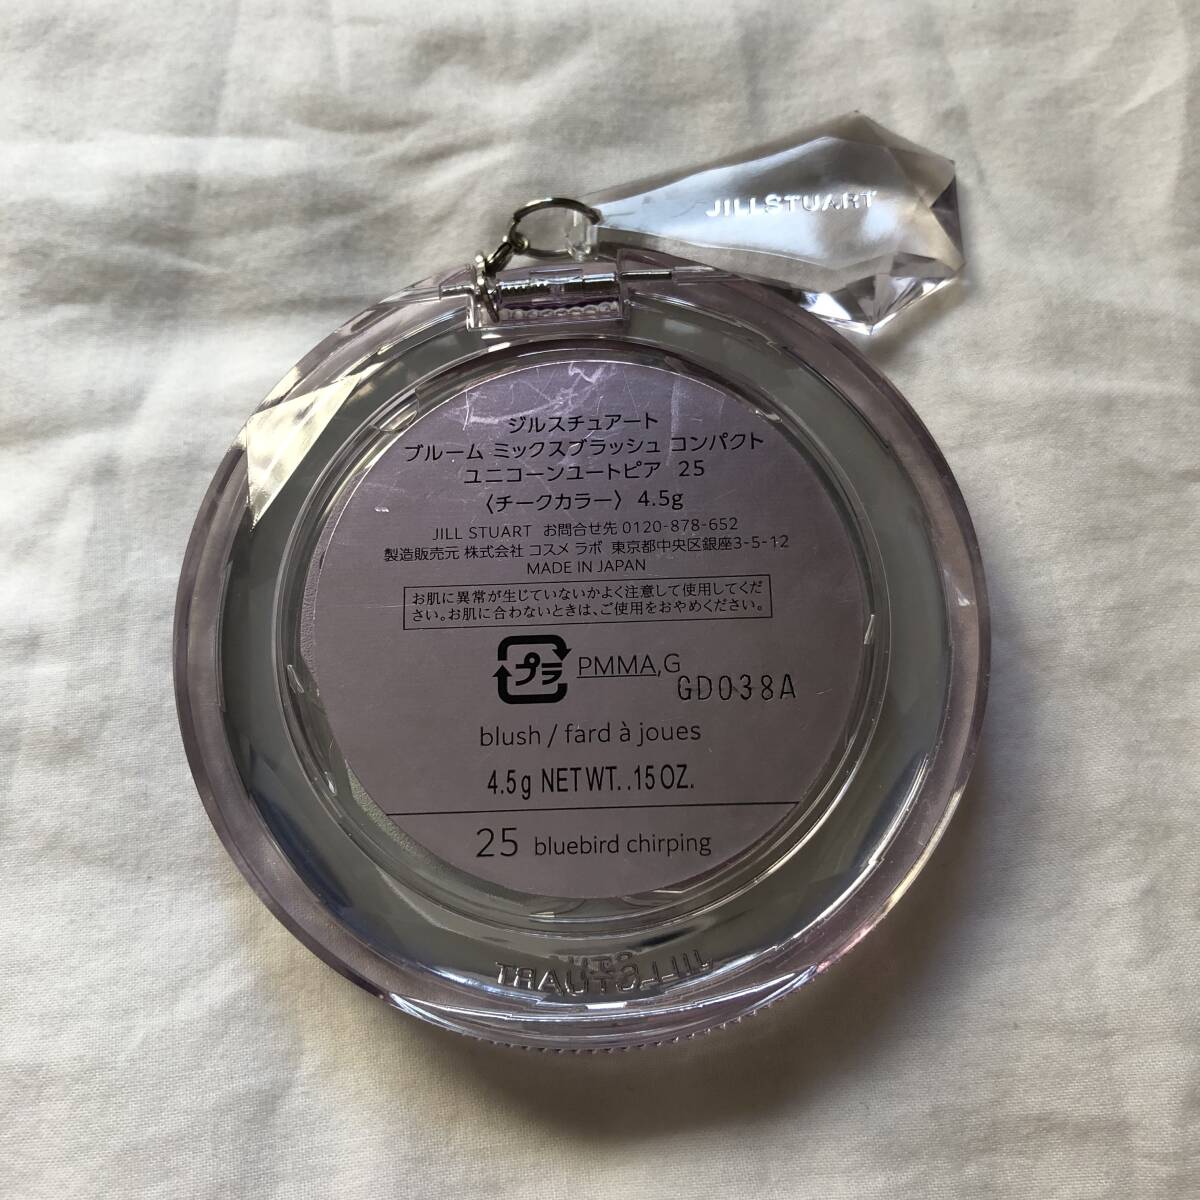 JILLSTUART
ジルスチュアート
ブルーム ミックスブラッシュ コンパクト
ユニコーンユートピア 25
〈チークカラー〉 4.5g
JILL STUART お問合せ先 0120-878-652
製造販売元 株式会社 コスメ ラボ 東京都中央区銀座3-5-12
MADE IN JAPAN
お肌に異常が生じていないかよく注意して使用してくだ
さい。お肌に合わないときは、ご使用をおやめください。
プラ
PMMA,G
GD038A
blush / fard à joues
4.5g NET WT. .15 OZ.
25 bluebird chirping
JILLSTUART